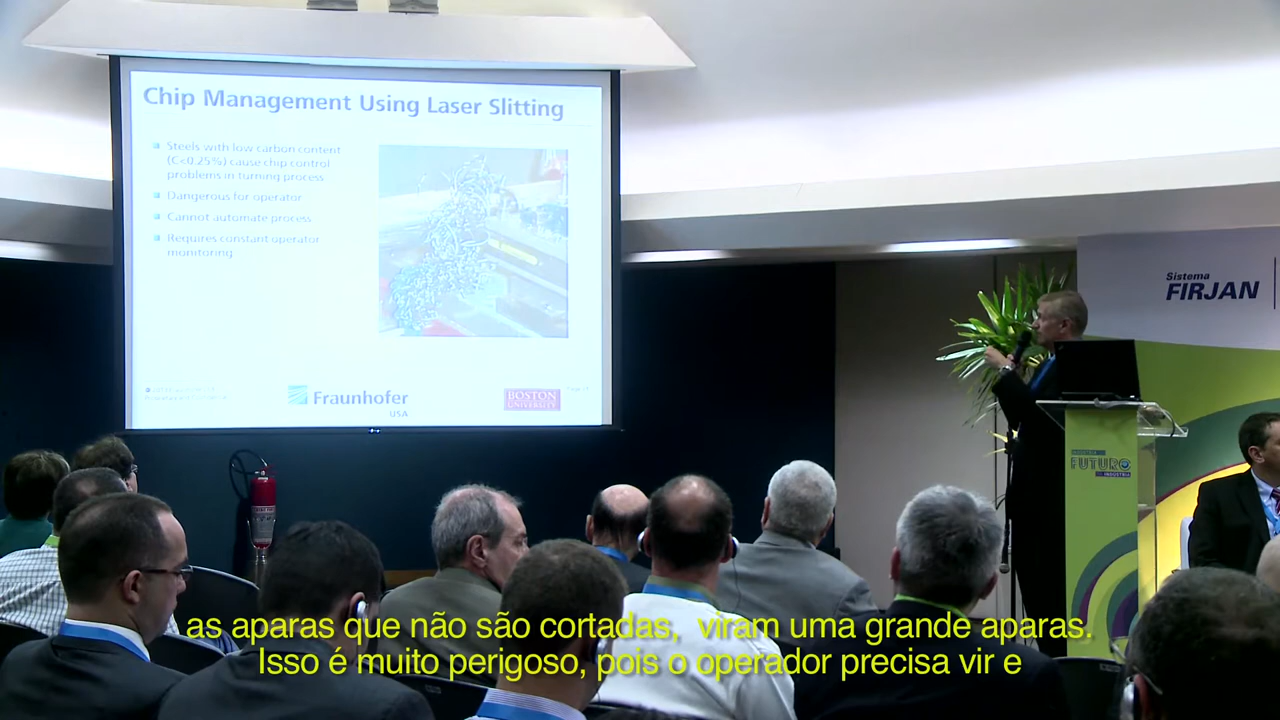 Chip Management Using Laser Slitting
Steels with low carbon content
(C<0.25%) cause chip control
problems in turning process
Dangerous for operator
Cannot automate process
Requires constant operator
monitoring
Fraunhofer
USA
BOSTON
UNIVERSITY
Sistema
FIRJAN
FUTURO
INDÚSTRIA
as aparas que não são cortadas, viram uma grande aparas.
Isso é muito perigoso, pois o operador precisa vir e